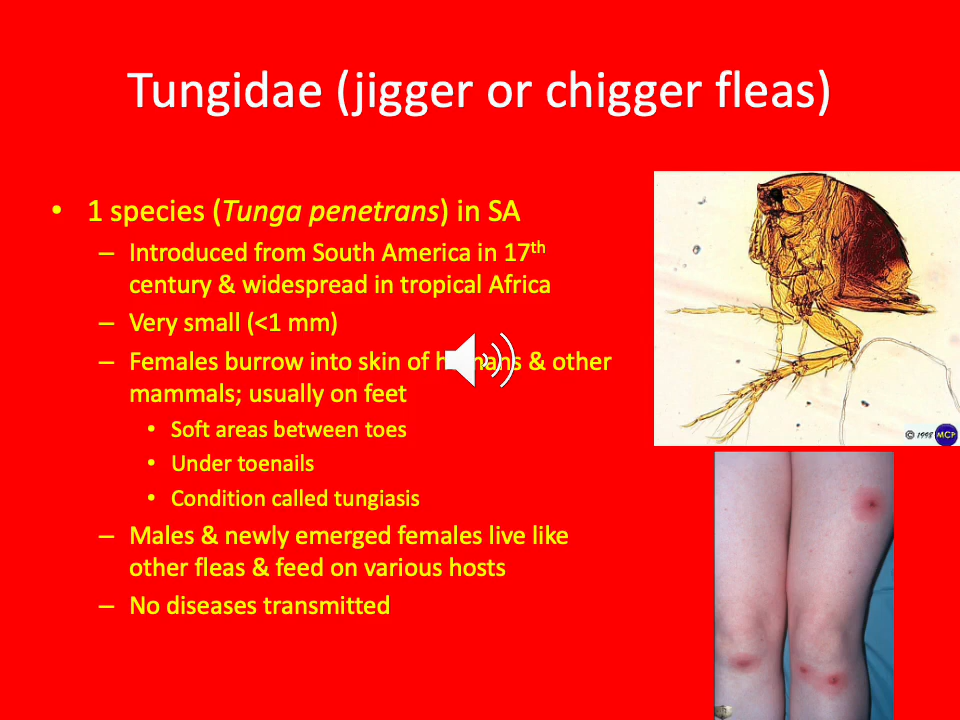 Tungidae (jigger or chigger fleas)
• 1 species (Tunga penetrans) in SA
– Introduced from South America in 17th
century & widespread in tropical Africa
– Very small (<1 mm)
– Females burrow into skin of humans & other
mammals; usually on feet
• Soft areas between toes
• Under toenails
• Condition called tungiasis
– Males & newly emerged females live like
other fleas & feed on various hosts
– No diseases transmitted
© 1998 MCP